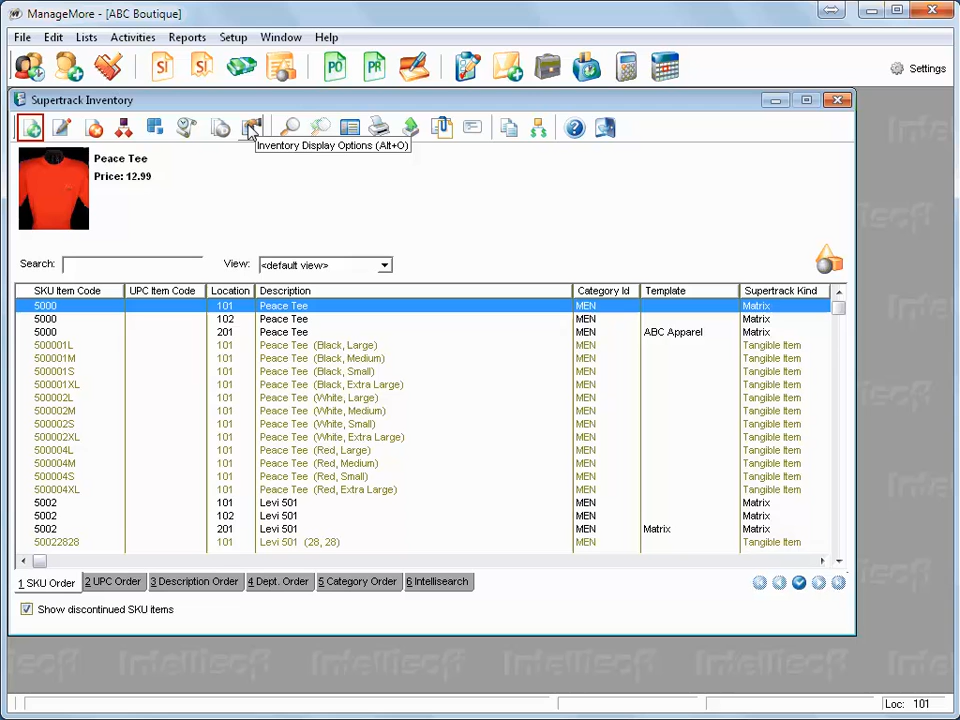 ManageMore - [ABC Boutique]
File Edit Lists Activities Reports Setup Window Help
SI SI PO PR Settings
Supertrack Inventory
Inventory Display Options (Alt+O)
Peace Tee
Price: 12.99
Search: View: <default view>
SKU Item Code UPC Item Code Location Description Category Id Template Supertrack Kind
5000 101 Peace Tee MEN Matrix
5000 102 Peace Tee MEN Matrix
5000 201 Peace Tee MEN ABC Apparel Matrix
500001L 101 Peace Tee (Black, Large) MEN Tangible Item
500001M 101 Peace Tee (Black, Medium) MEN Tangible Item
500001S 101 Peace Tee (Black, Small) MEN Tangible Item
500001XL 101 Peace Tee (Black, Extra Large) MEN Tangible Item
500002L 101 Peace Tee (White, Large) MEN Tangible Item
500002M 101 Peace Tee (White, Medium) MEN Tangible Item
500002S 101 Peace Tee (White, Small) MEN Tangible Item
500002XL 101 Peace Tee (White, Extra Large) MEN Tangible Item
500004L 101 Peace Tee (Red, Large) MEN Tangible Item
500004M 101 Peace Tee (Red, Medium) MEN Tangible Item
500004S 101 Peace Tee (Red, Small) MEN Tangible Item
500004XL 101 Peace Tee (Red, Extra Large) MEN Tangible Item
5002 101 Levi 501 MEN Matrix
5002 102 Levi 501 MEN Matrix
5002 201 Levi 501 MEN Matrix Matrix
50022828 101 Levi 501 (28, 28) MEN Tangible Item
1 SKU Order 2 UPC Order 3 Description Order 4 Dept. Order 5 Category Order 6 Intellisearch
Show discontinued SKU items
Intellisoft Intellisoft Intellisoft Intellisoft
Loc: 101